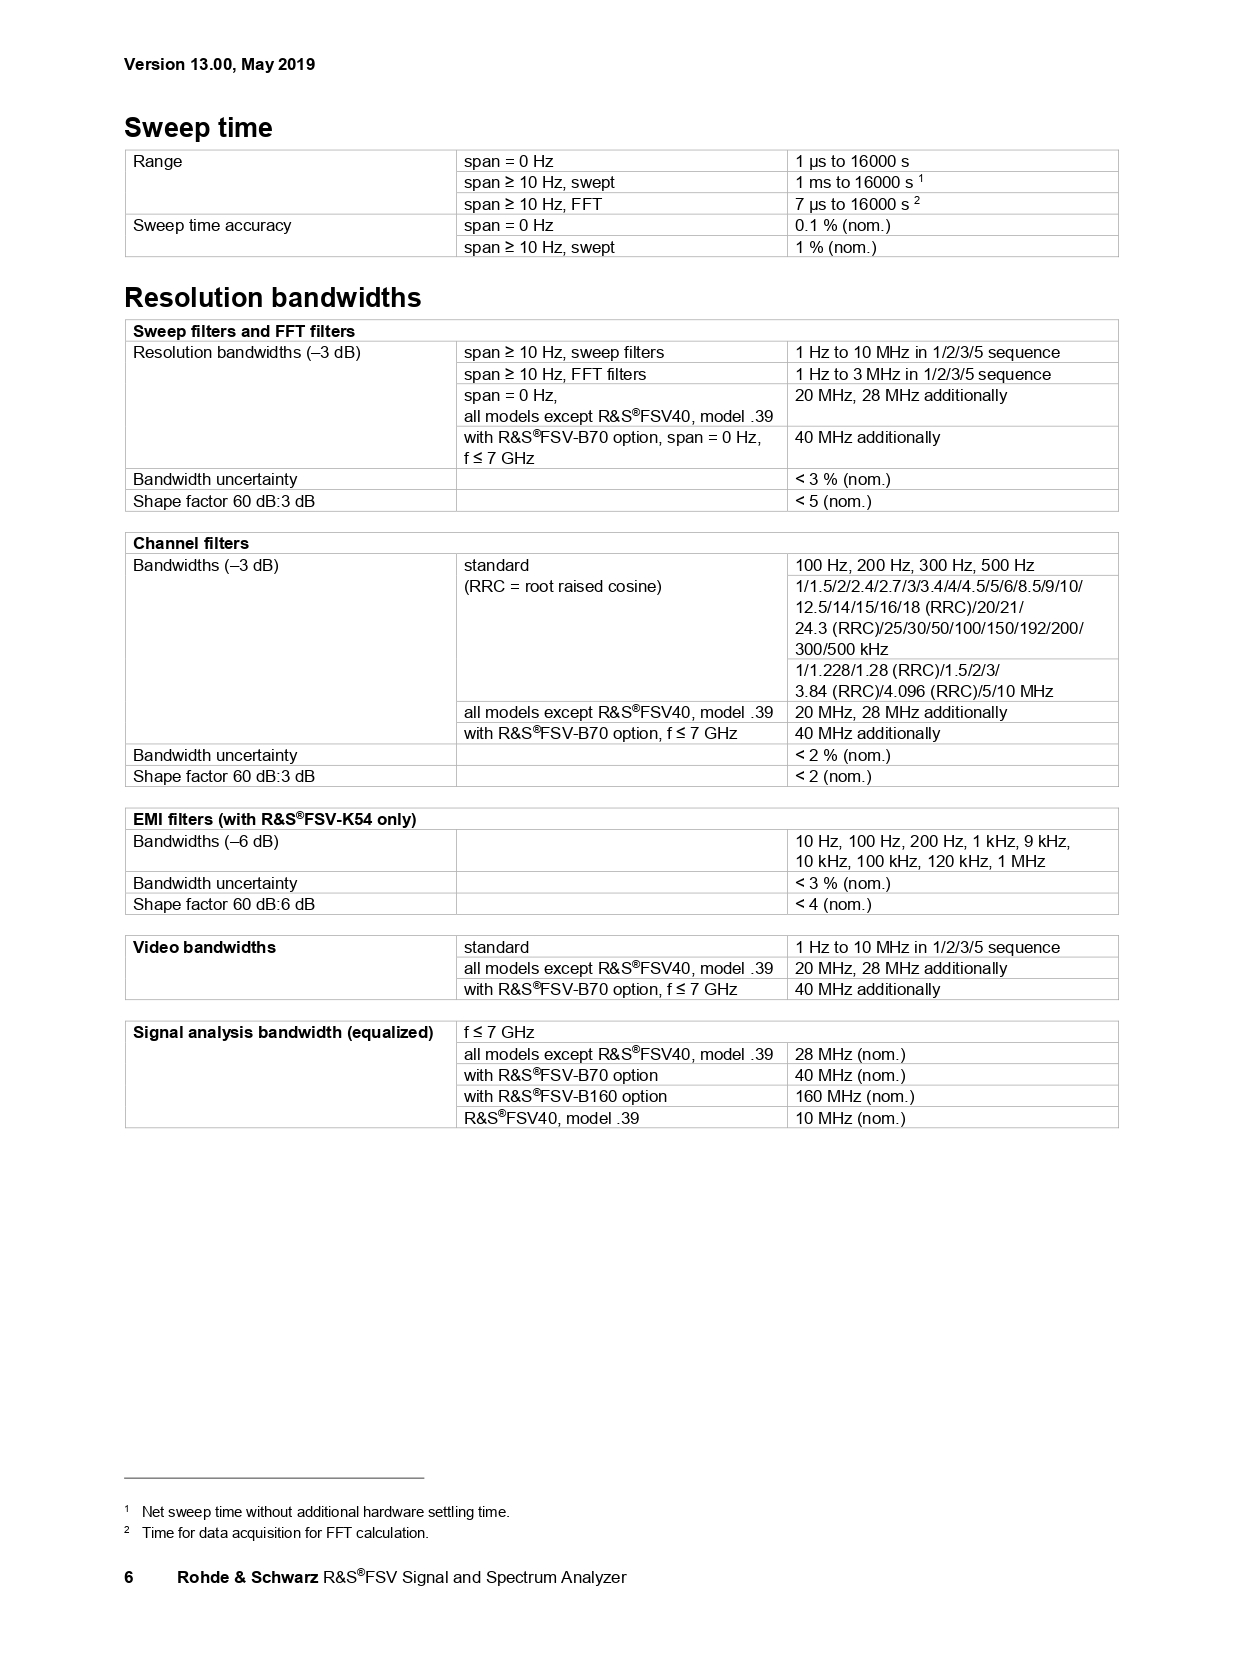 Version 13.00, May 2019
Sweep time
Range span = 0 Hz 1 µs to 16000 s
span ≥ 10 Hz, swept 1 ms to 16000 s 1
span ≥ 10 Hz, FFT 7 µs to 16000 s 2
Sweep time accuracy span = 0 Hz 0.1 % (nom.)
span ≥ 10 Hz, swept 1 % (nom.)
Resolution bandwidths
Sweep filters and FFT filters
Resolution bandwidths (–3 dB) span ≥ 10 Hz, sweep filters 1 Hz to 10 MHz in 1/2/3/5 sequence
span ≥ 10 Hz, FFT filters 1 Hz to 3 MHz in 1/2/3/5 sequence
span = 0 Hz, 20 MHz, 28 MHz additionally
all models except R&S®FSV40, model .39
with R&S®FSV-B70 option, span = 0 Hz, 40 MHz additionally
f ≤ 7 GHz
Bandwidth uncertainty < 3 % (nom.)
Shape factor 60 dB:3 dB < 5 (nom.)
Channel filters
Bandwidths (–3 dB) standard 100 Hz, 200 Hz, 300 Hz, 500 Hz
(RRC = root raised cosine) 1/1.5/2/2.4/2.7/3/3.4/4/4.5/5/6/8.5/9/10/
12.5/14/15/16/18 (RRC)/20/21/
24.3 (RRC)/25/30/50/100/150/192/200/
300/500 kHz
1/1.228/1.28 (RRC)/1.5/2/3/
3.84 (RRC)/4.096 (RRC)/5/10 MHz
all models except R&S®FSV40, model .39 20 MHz, 28 MHz additionally
with R&S®FSV-B70 option, f ≤ 7 GHz 40 MHz additionally
Bandwidth uncertainty < 2 % (nom.)
Shape factor 60 dB:3 dB < 2 (nom.)
EMI filters (with R&S®FSV-K54 only)
Bandwidths (–6 dB) 10 Hz, 100 Hz, 200 Hz, 1 kHz, 9 kHz,
10 kHz, 100 kHz, 120 kHz, 1 MHz
Bandwidth uncertainty < 3 % (nom.)
Shape factor 60 dB:6 dB < 4 (nom.)
Video bandwidths standard 1 Hz to 10 MHz in 1/2/3/5 sequence
all models except R&S®FSV40, model .39 20 MHz, 28 MHz additionally
with R&S®FSV-B70 option, f ≤ 7 GHz 40 MHz additionally
Signal analysis bandwidth (equalized) f ≤ 7 GHz
all models except R&S®FSV40, model .39 28 MHz (nom.)
with R&S®FSV-B70 option 40 MHz (nom.)
with R&S®FSV-B160 option 160 MHz (nom.)
R&S®FSV40, model .39 10 MHz (nom.)
1 Net sweep time without additional hardware settling time.
2 Time for data acquisition for FFT calculation.
6 Rohde & Schwarz R&S®FSV Signal and Spectrum Analyzer